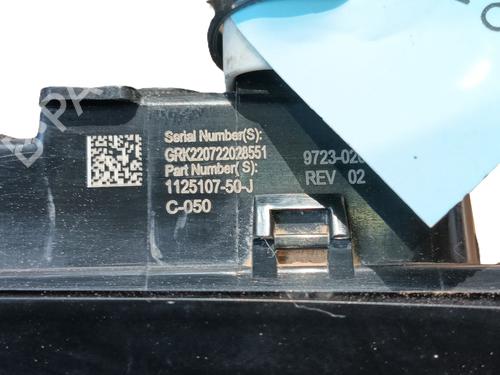 Serial Number(S):
GRK220722028551
Part Number( S)
1125107-50-J
C-050
REV 02